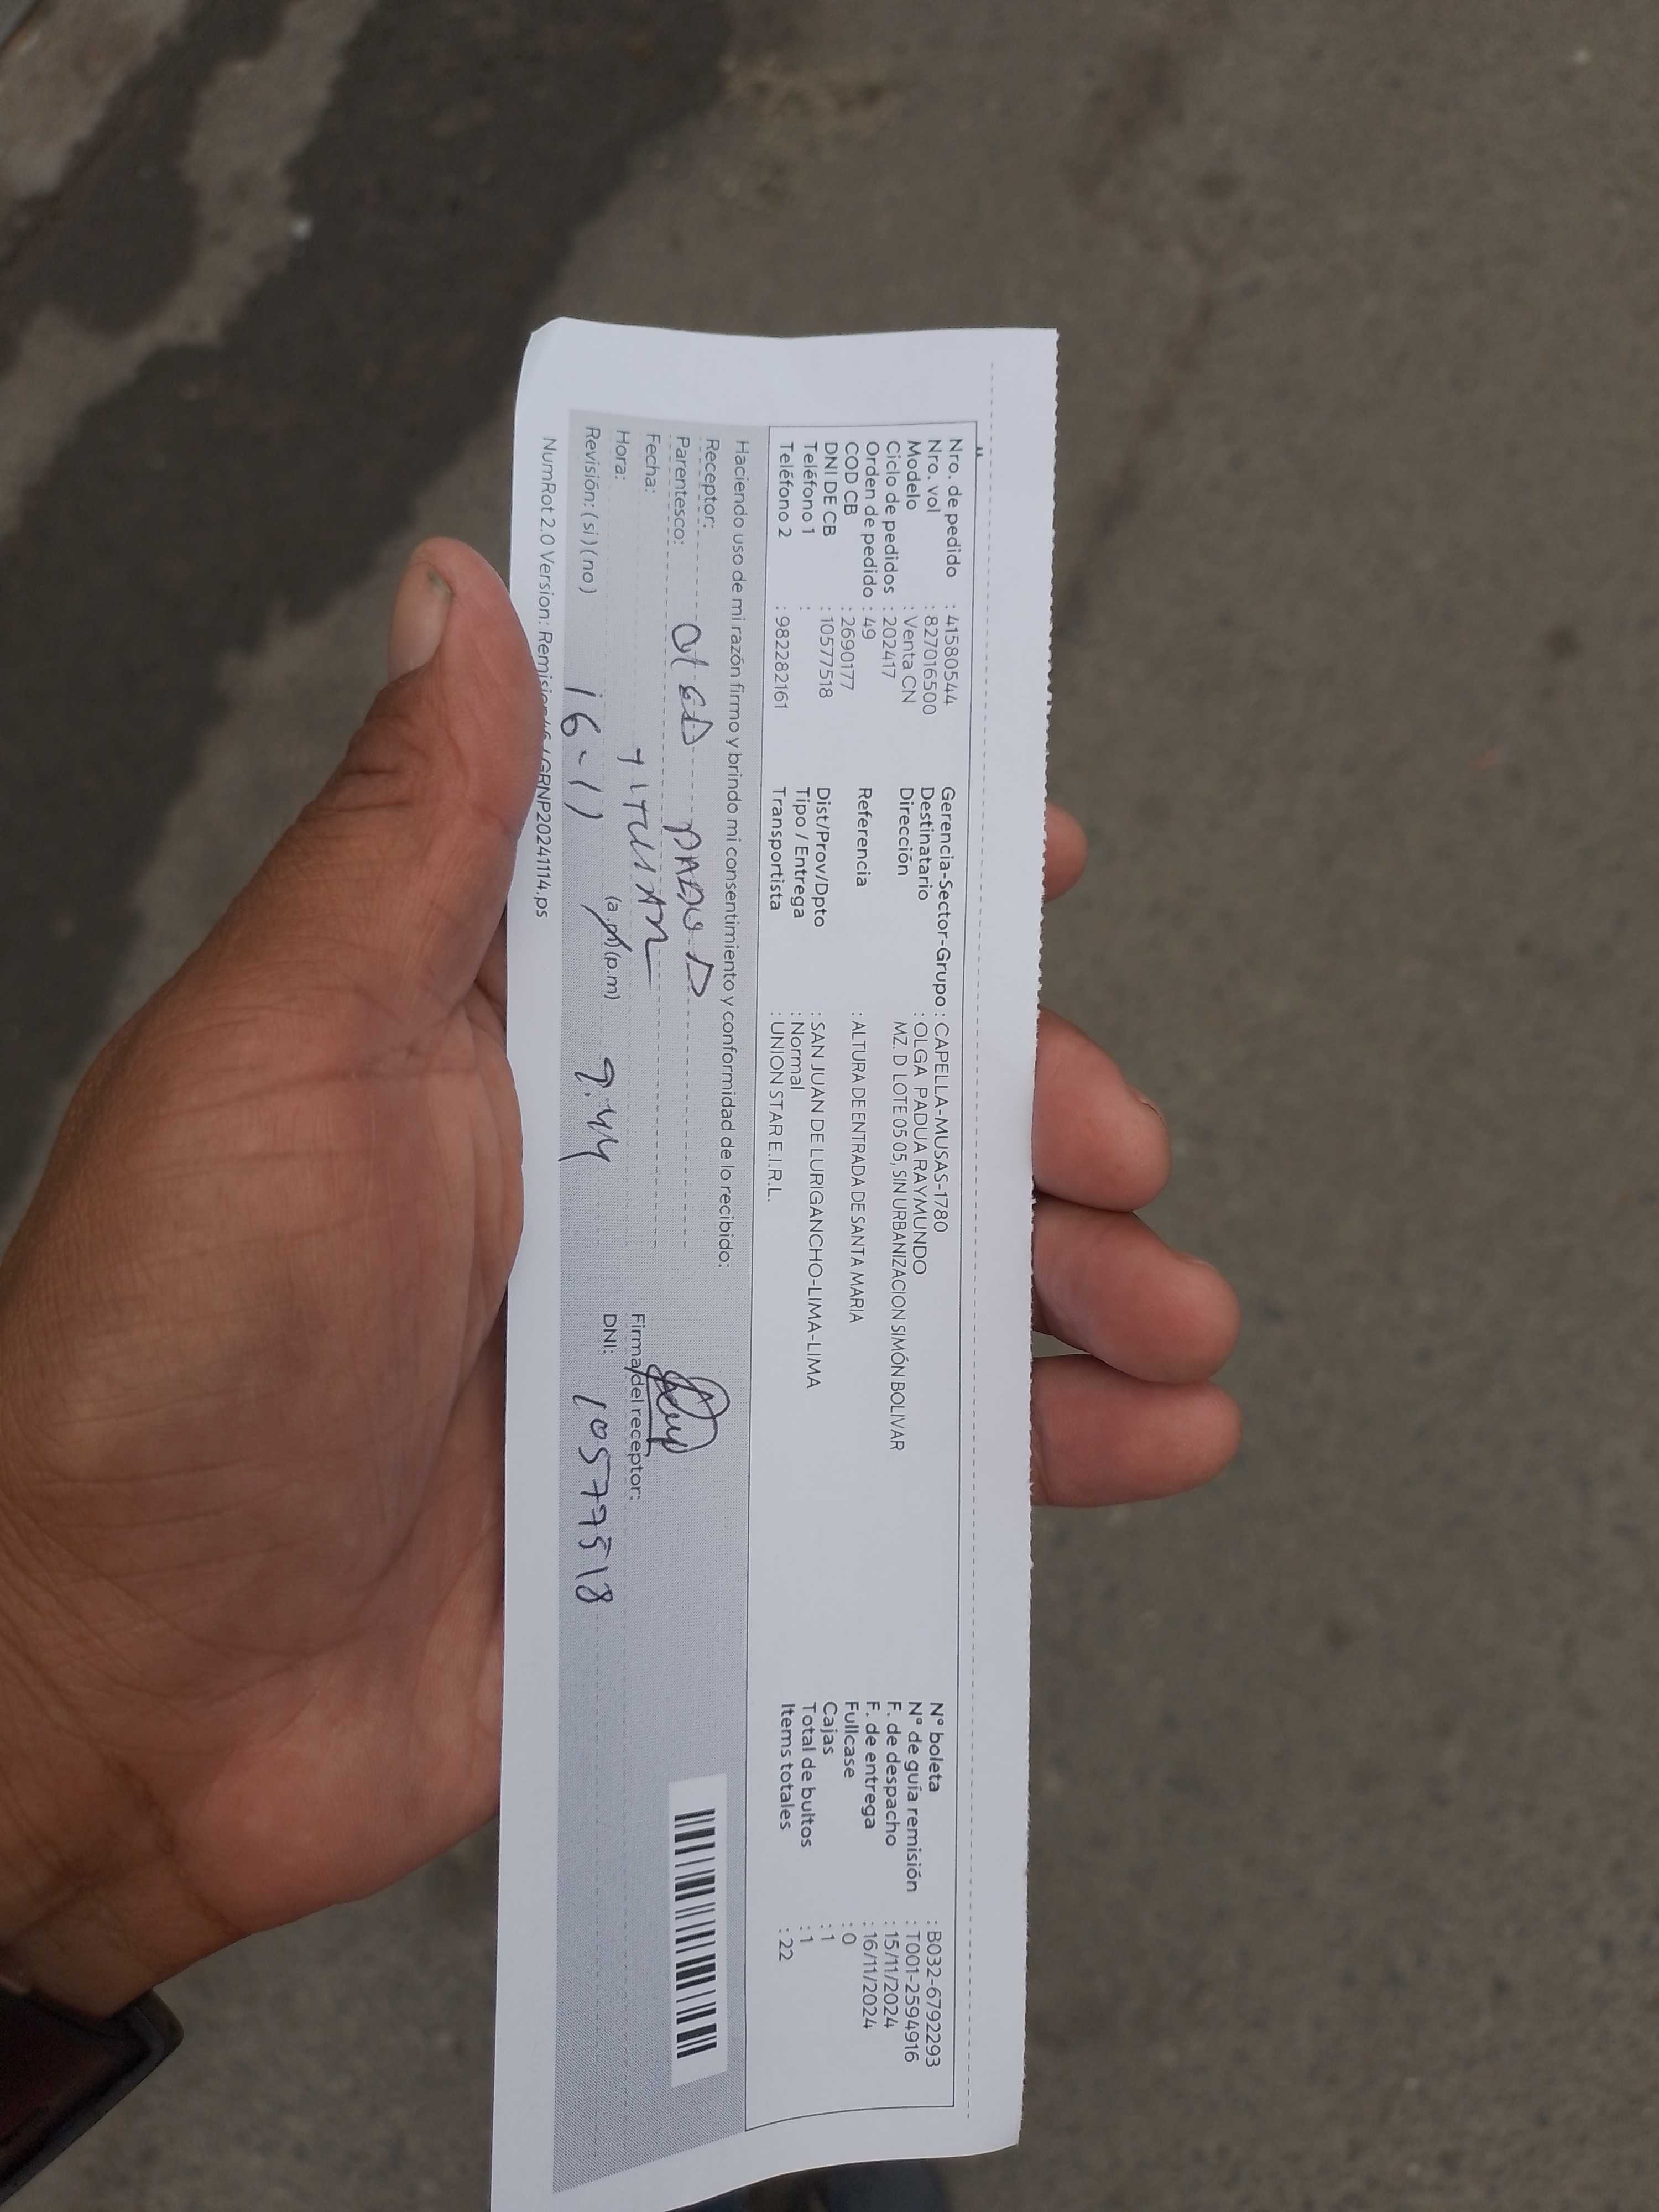 Nro. de pedido : 41580544 Gerencia-Sector-Grupo : CAPELLA-MUSAS-1780 N° boleta : B032-6792293
Nro. vol : 827016500 Destinatario : OLGA PADUA RAYMUNDO N° de guía remisión : T001-2594916
Modelo : Venta CN Dirección MZ. D LOTE 05 05, SIN URBANIZACION SIMÓN BOLIVAR F. de despacho : 15/11/2024
Ciclo de pedidos : 202417 F. de entrega : 16/11/2024
Orden de pedido : 49 Referencia : ALTURA DE ENTRADA DE SANTA MARIA Fullcase : 0
COD CB : 2690177 Cajas : 1
DNI DE CB : 10577518 Dist/Prov/Dpto : SAN JUAN DE LURIGANCHO-LIMA-LIMA Total de bultos : 1
Teléfono 1 : Tipo / Entrega : Normal Items totales : 22
Teléfono 2 : 982282161 Transportista : UNION STAR E.I.R.L.
Haciendo uso de mi razón firmo y brindo mi consentimiento y conformidad de lo recibido:
Receptor:
Parentesco:
Fecha: TITULAR
Hora: 16-11 (a.m) (p.m) 9:44
Revisión: ( si ) ( no )
Firma del receptor:
DNI: 10577518
NumRot 2.0 Version: /GRNP20241114.ps